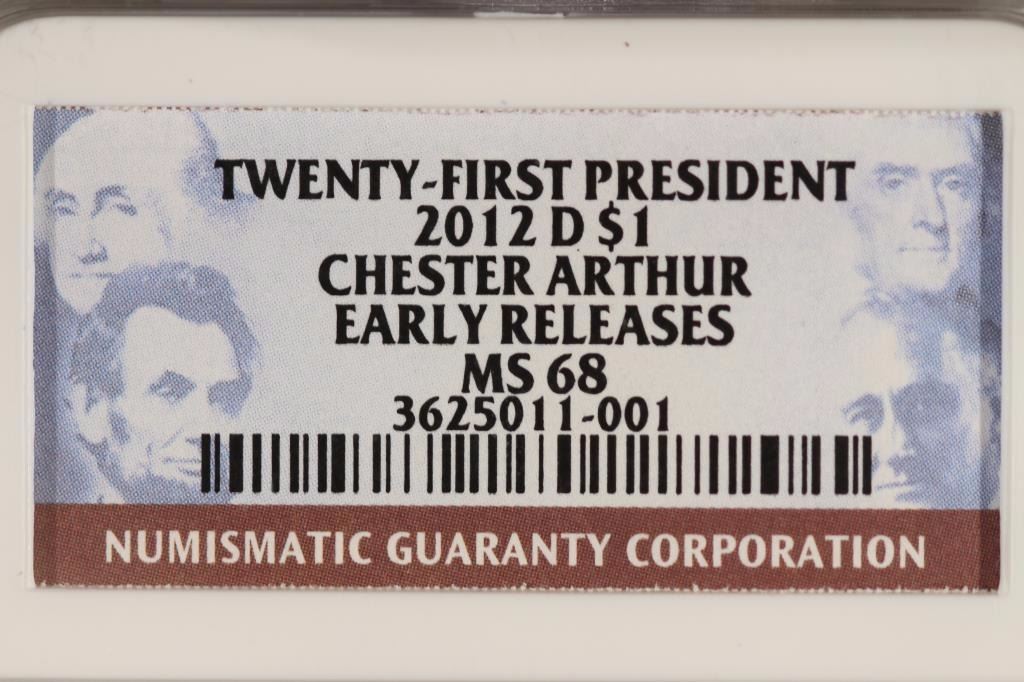 TWENTY-FIRST PRESIDENT
2012 D $1
CHESTER ARTHUR
EARLY RELEASES
MS 68
3625011-001
NUMISMATIC GUARANTY CORPORATION